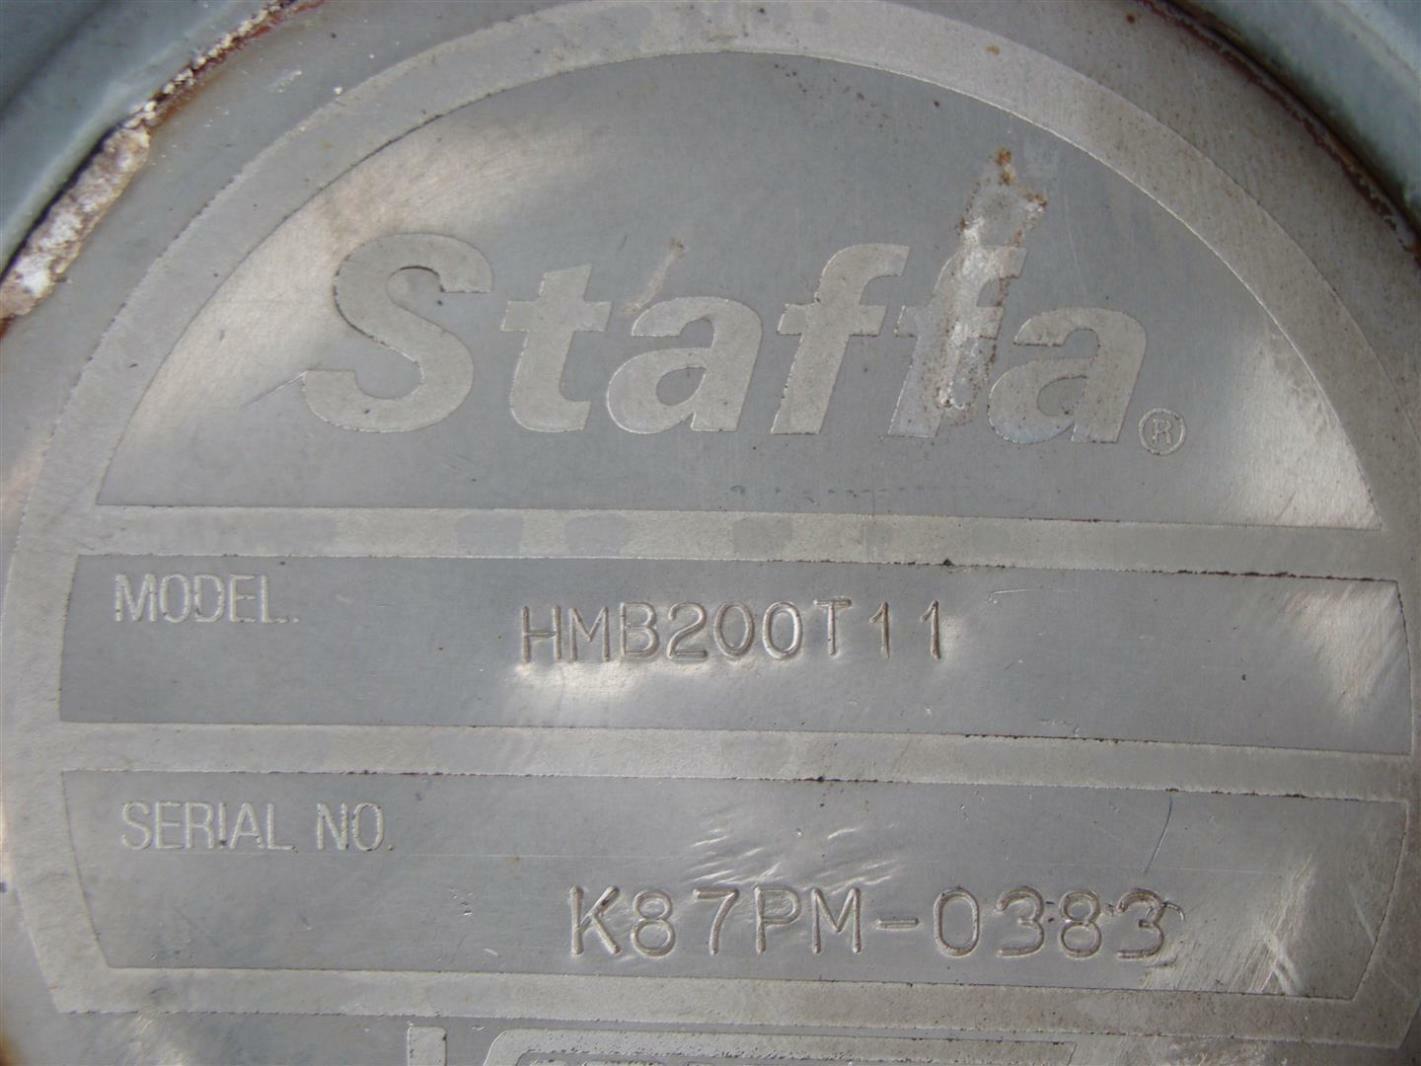 Staffa®
MODEL. HMB200T11
SERIAL NO. K87PM-0383